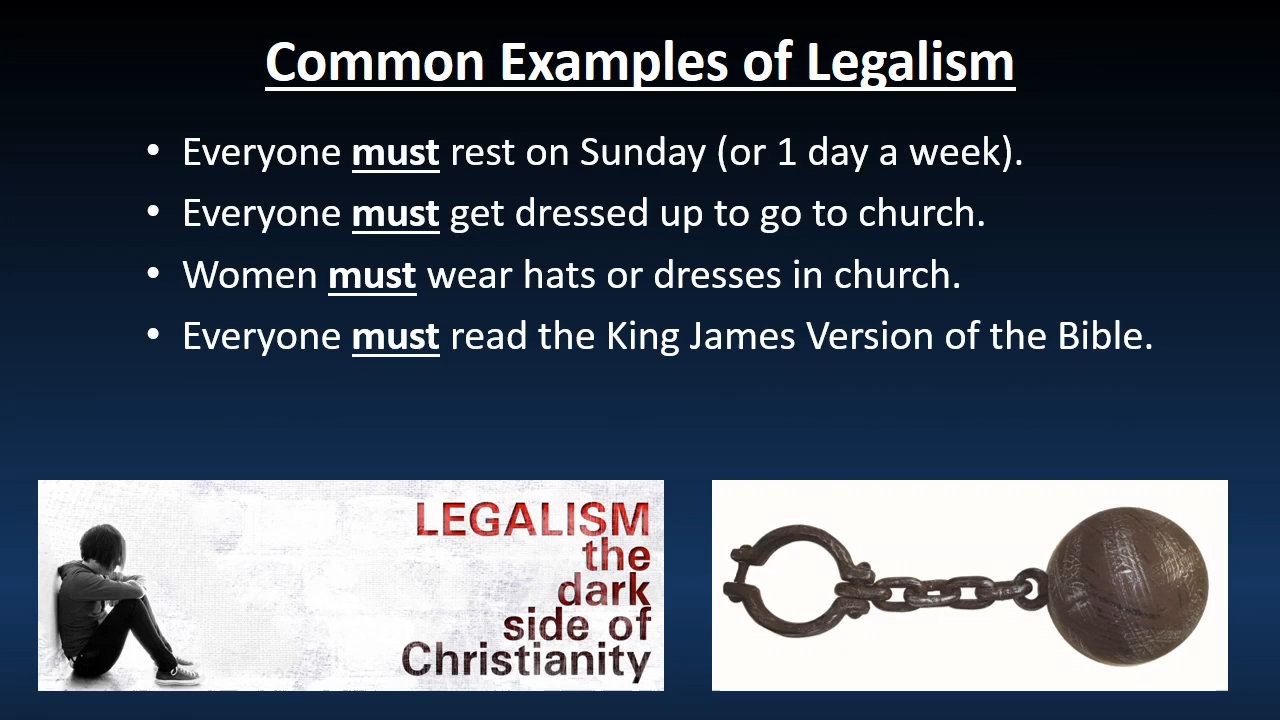 Common Examples of Legalism
• Everyone must rest on Sunday (or 1 day a week).
• Everyone must get dressed up to go to church.
• Women must wear hats or dresses in church.
• Everyone must read the King James Version of the Bible.
LEGALISM
the
dark
side of
Christianity